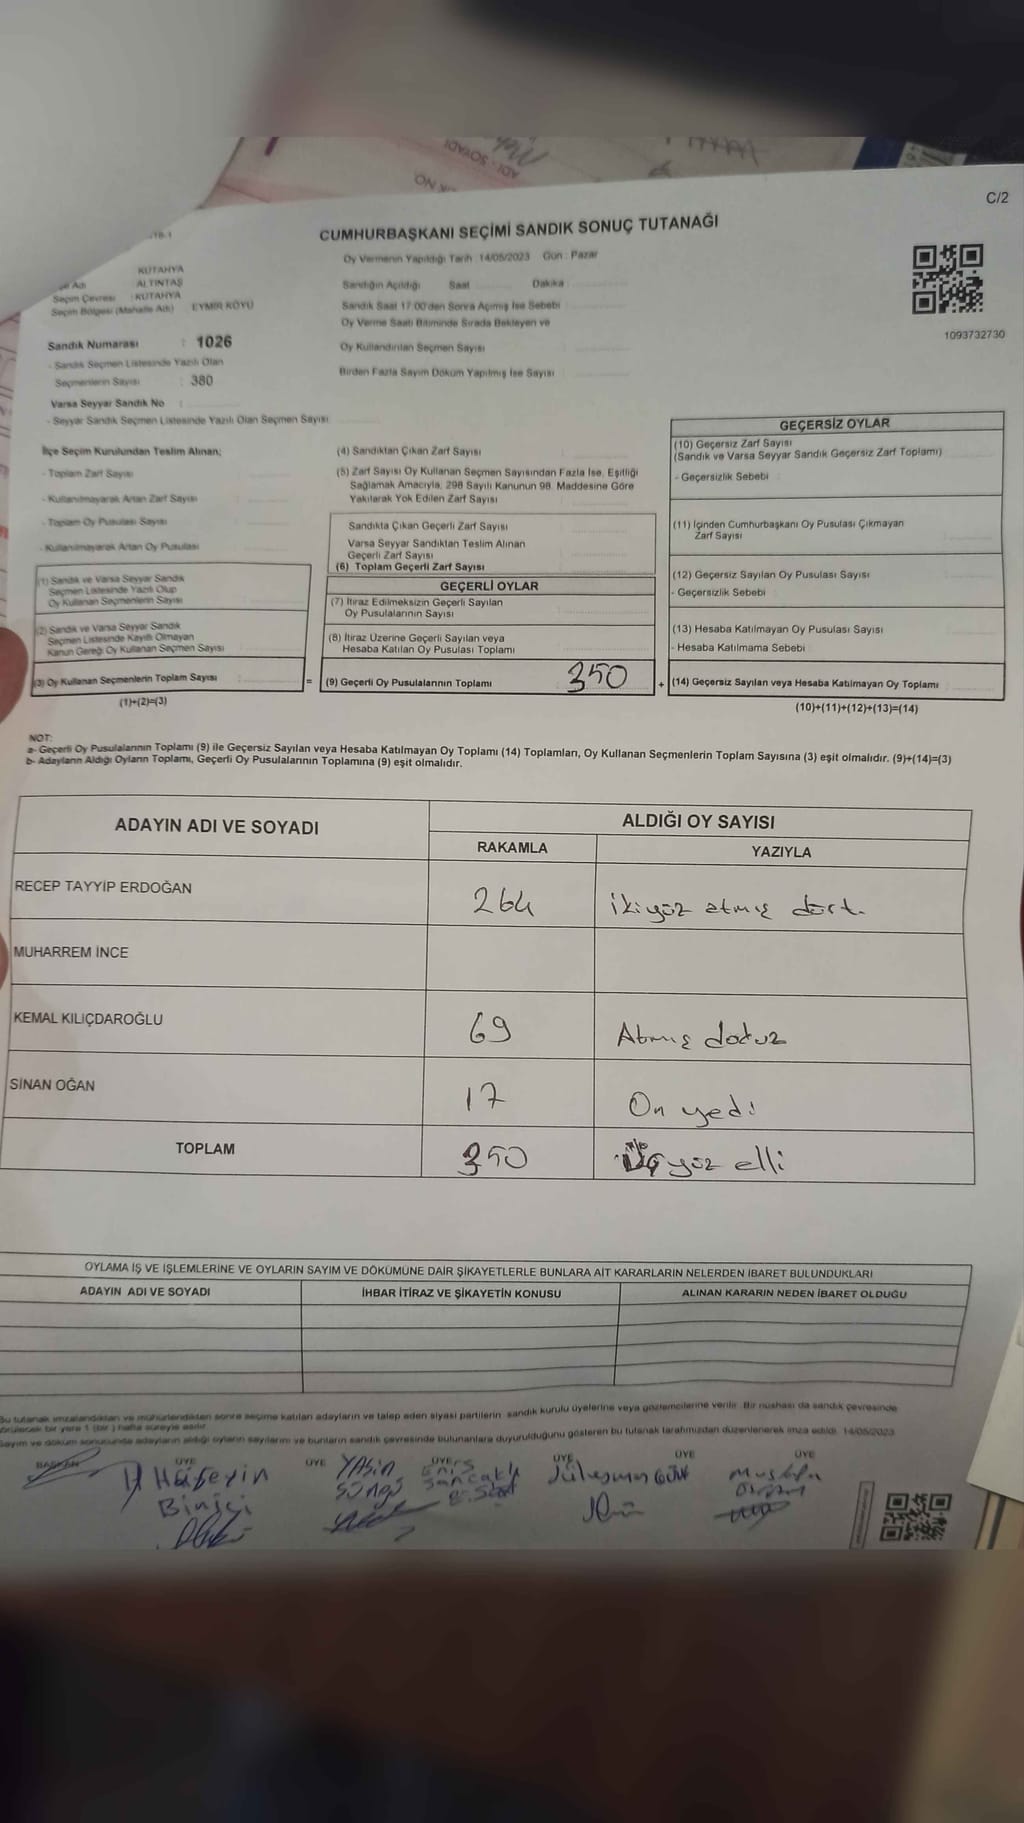 C/2
CUMHURBAŞKANI SEÇİMİ SANDIK SONUÇ TUTANAĞI
Oy Vermenin Yapıldığı Tarih : 14/05/2023 Gün : Pazar
KÜTAHYA
Adı ALTINTAŞ
Seçim Çevresi : KÜTAHYA
Seçim Bölgesi (Mahalle Adı) EYMİR KÖYÜ
Sandığın Açıldığı Saat Dakika
Sandık Saat 17:00'den Sonra Açılmış İse Sebebi
Oy Verme Saati Bitiminde Sırada Bekleyen ve
Oy Kullandırılan Seçmen Sayısı
Birden Fazla Sayım Döküm Yapılmış İse Sayısı
1093732730
Sandık Numarası : 1026
- Sandık Seçmen Listesinde Yazılı Olan
Seçmenlerin Sayısı : 380
Varsa Seyyar Sandık No :
- Seyyar Sandık Seçmen Listesinde Yazılı Olan Seçmen Sayısı
İlçe Seçim Kurulundan Teslim Alınan;
- Toplam Zarf Sayısı
- Kullanılmayarak Artan Zarf Sayısı
- Toplam Oy Pusulası Sayısı
- Kullanılmayarak Artan Oy Pusulası
(1) Sandık ve Varsa Seyyar Sandık
Seçmen Listesinde Yazılı Olup
Oy Kullanan Seçmenlerin Sayısı
(2) Sandık ve Varsa Seyyar Sandık
Seçmen Listesinde Kayıtlı Olmayan
Kanun Gereği Oy Kullanan Seçmen Sayısı
(3) Oy Kullanan Seçmenlerin Toplam Sayısı
(1)+(2)=(3)
(4) Sandıktan Çıkan Zarf Sayısı
(5) Zarf Sayısı Oy Kullanan Seçmen Sayısından Fazla İse, Eşitliği
Sağlamak Amacıyla, 298 Sayılı Kanunun 98. Maddesine Göre
Yakılarak Yok Edilen Zarf Sayısı
Sandıkta Çıkan Geçerli Zarf Sayısı
Varsa Seyyar Sandıktan Teslim Alınan
Geçerli Zarf Sayısı
(6) Toplam Geçerli Zarf Sayısı
GEÇERLİ OYLAR
(7) İtiraz Edilmeksizin Geçerli Sayılan
Oy Pusulalarının Sayısı
(8) İtiraz Üzerine Geçerli Sayılan veya
Hesaba Katılan Oy Pusulası Toplamı
= (9) Geçerli Oy Pusulalarının Toplamı 350
GEÇERSİZ OYLAR
(10) Geçersiz Zarf Sayısı
(Sandık ve Varsa Seyyar Sandık Geçersiz Zarf Toplamı)
- Geçersizlik Sebebi
(11) İçinden Cumhurbaşkanı Oy Pusulası Çıkmayan
Zarf Sayısı
(12) Geçersiz Sayılan Oy Pusulası Sayısı
- Geçersizlik Sebebi
(13) Hesaba Katılmayan Oy Pusulası Sayısı
- Hesaba Katılmama Sebebi
+ (14) Geçersiz Sayılan veya Hesaba Katılmayan Oy Toplamı
(10)+(11)+(12)+(13)=(14)
NOT:
a- Geçerli Oy Pusulalarının Toplamı (9) ile Geçersiz Sayılan veya Hesaba Katılmayan Oy Toplamı (14) Toplamları, Oy Kullanan Seçmenlerin Toplam Sayısına (3) eşit olmalıdır. (9)+(14)=(3)
b- Adayların Aldığı Oyların Toplamı, Geçerli Oy Pusulalarının Toplamına (9) eşit olmalıdır.
ADAYIN ADI VE SOYADI ALDIĞI OY SAYISI
RAKAMLA YAZIYLA
RECEP TAYYİP ERDOĞAN 264 ikiyüz atmış dört.
MUHARREM İNCE
KEMAL KILIÇDAROĞLU 69 Atmış dokuz
SİNAN OĞAN 17 On yedi
TOPLAM 350 Üçyüz elli
OYLAMA İŞ VE İŞLEMLERİNE VE OYLARIN SAYIM VE DÖKÜMÜNE DAİR ŞİKAYETLERLE BUNLARA AİT KARARLARIN NELERDEN İBARET BULUNDUKLARI
ADAYIN ADI VE SOYADI İHBAR İTİRAZ VE ŞİKAYETİN KONUSU ALINAN KARARIN NEDEN İBARET OLDUĞU
Bu tutanak imzalandıktan ve mühürlendikten sonra seçime katılan adayların ve talep eden siyasi partilerin sandık kurulu üyelerine veya gözlemcilerine verilir. Bir nüshası da sandık çevresinde
görülecek bir yere 1 (bir) hafta süreyle asılır.
Sayım ve döküm sonucunda adayların aldığı oyların sayılarını ve bunların sandık çevresinde bulunanlara duyurulduğunu gösteren bu tutanak tarafımızdan düzenlenerek imza edildi. 14/05/2023
BAŞKAN ÜYE ÜYE ÜYE ÜYE ÜYE ÜYE
Hüseyin Yasin Enis Süleyman Mustafa
Binici Süngü Sancaklı